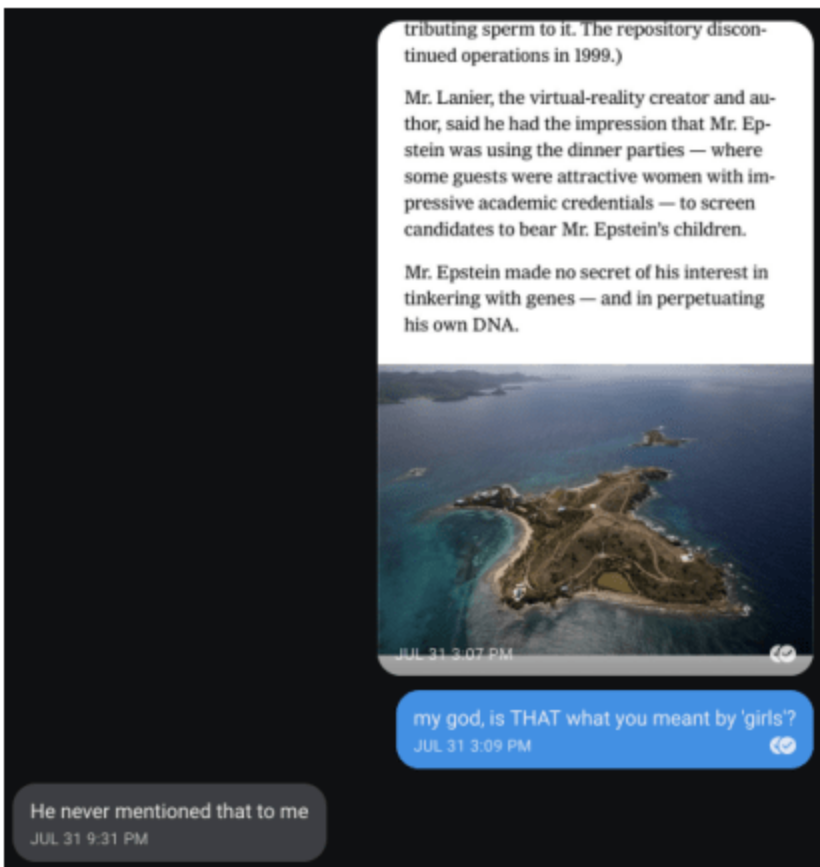 tributing sperm to it. The repository discon-
tinued operations in 1999.)
Mr. Lanier, the virtual-reality creator and au-
thor, said he had the impression that Mr. Ep-
stein was using the dinner parties — where
some guests were attractive women with im-
pressive academic credentials — to screen
candidates to bear Mr. Epstein's children.
Mr. Epstein made no secret of his interest in
tinkering with genes — and in perpetuating
his own DNA.
JUL 31 3:07 PM
my god, is THAT what you meant by 'girls'?
JUL 31 3:09 PM
He never mentioned that to me
JUL 31 9:31 PM